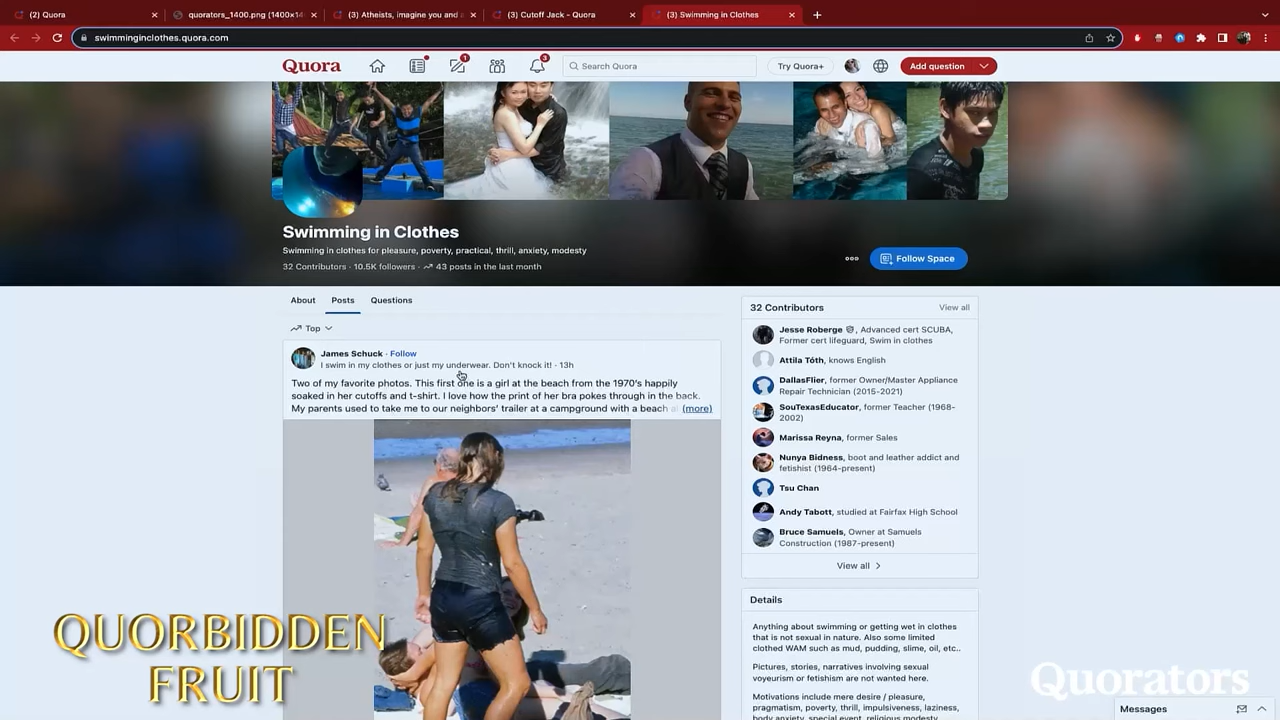 (2) Quora
quorators_1400.png (1400×14
(3) Atheists, imagine you and a
(3) Cutoff Jack - Quora
(3) Swimming in Clothes
swimminginclothes.quora.com
Quora
1
3
Search Quora
Try Quora+
Add question
Swimming in Clothes
Swimming in clothes for pleasure, poverty, practical, thrill, anxiety, modesty
32 Contributors · 10.5K followers · 43 posts in the last month
Follow Space
About
Posts
Questions
Top
James Schuck · Follow
I swim in my clothes or just my underwear. Don't knock it! · 13h
Two of my favorite photos. This first one is a girl at the beach from the 1970's happily
soaked in her cutoffs and t-shirt. I love how the print of her bra pokes through in the back.
My parents used to take me to our neighbors' trailer at a campground with a beach (more)
32 Contributors
View all
Jesse Roberge, Advanced cert SCUBA,
Former cert lifeguard, Swim in clothes
Attila Tóth, knows English
DallasFlier, former Owner/Master Appliance
Repair Technician (2015-2021)
SouTexasEducator, former Teacher (1968-
2002)
Marissa Reyna, former Sales
Nunya Bidness, boot and leather addict and
fetishist (1964-present)
Tsu Chan
Andy Tabott, studied at Fairfax High School
Bruce Samuels, Owner at Samuels
Construction (1987-present)
View all
Details
Anything about swimming or getting wet in clothes
that is not sexual in nature. Also some limited
clothed WAM such as mud, pudding, slime, oil, etc..
Pictures, stories, narratives involving sexual
voyeurism or fetishism are not wanted here.
Motivations include mere desire / pleasure,
pragmatism, poverty, thrill, impulsiveness, laziness,
body anxiety, special event, religious modesty
QUORBIDDEN
FRUIT
Quorators
Messages